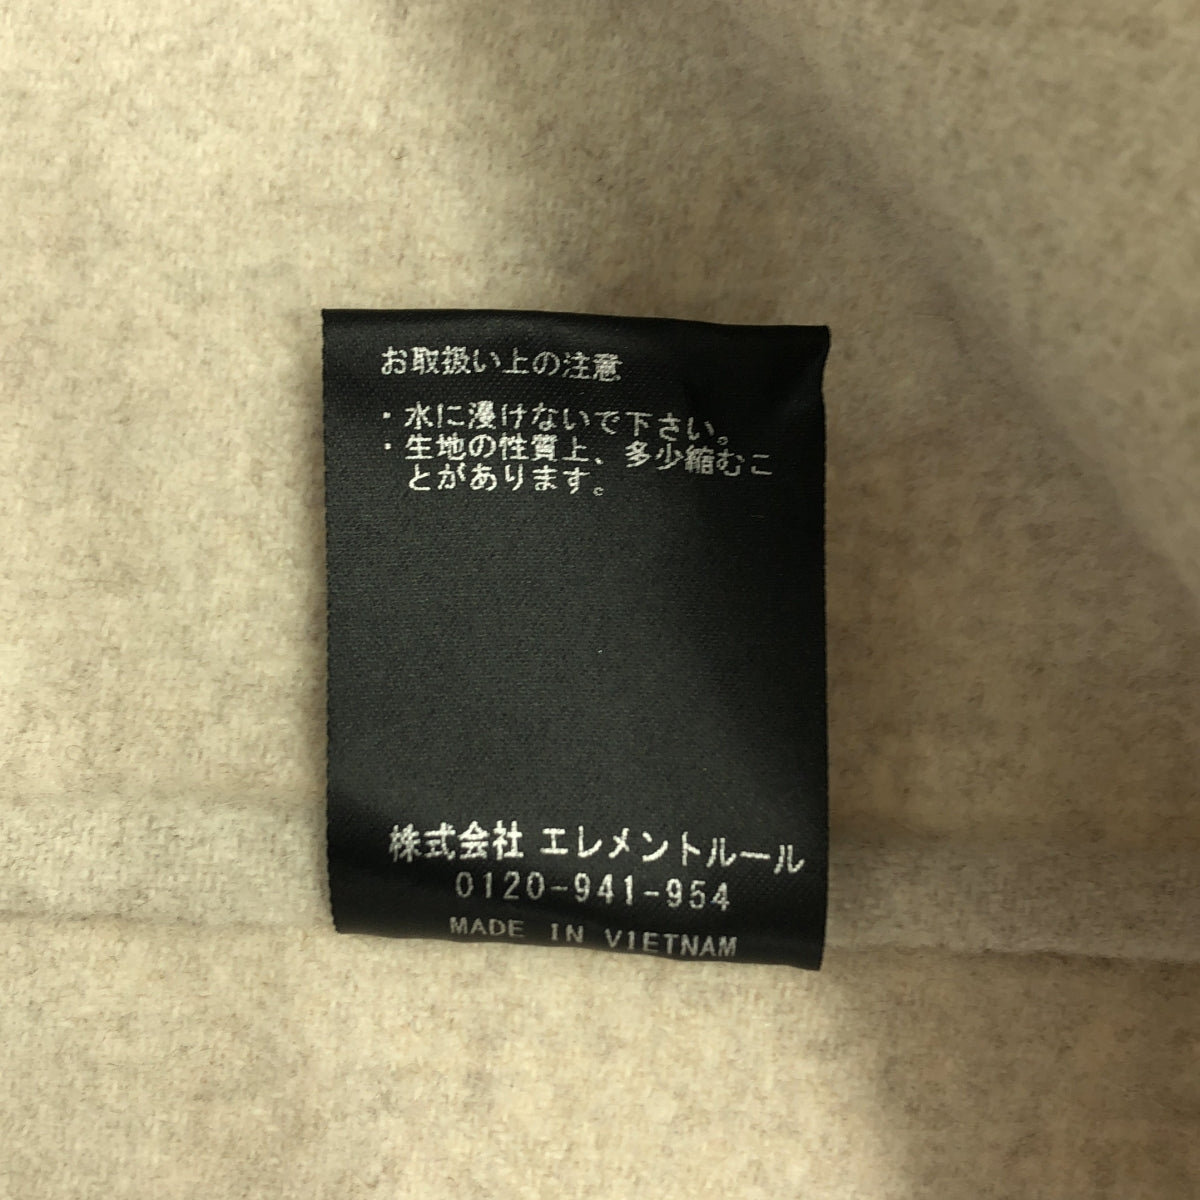 お取扱い上の注意
・水に浸けないで下さい。
・生地の性質上、多少縮むこ
とがあります。
株式会社 エレメントルール
0120-941-954
MADE IN VIETNAM